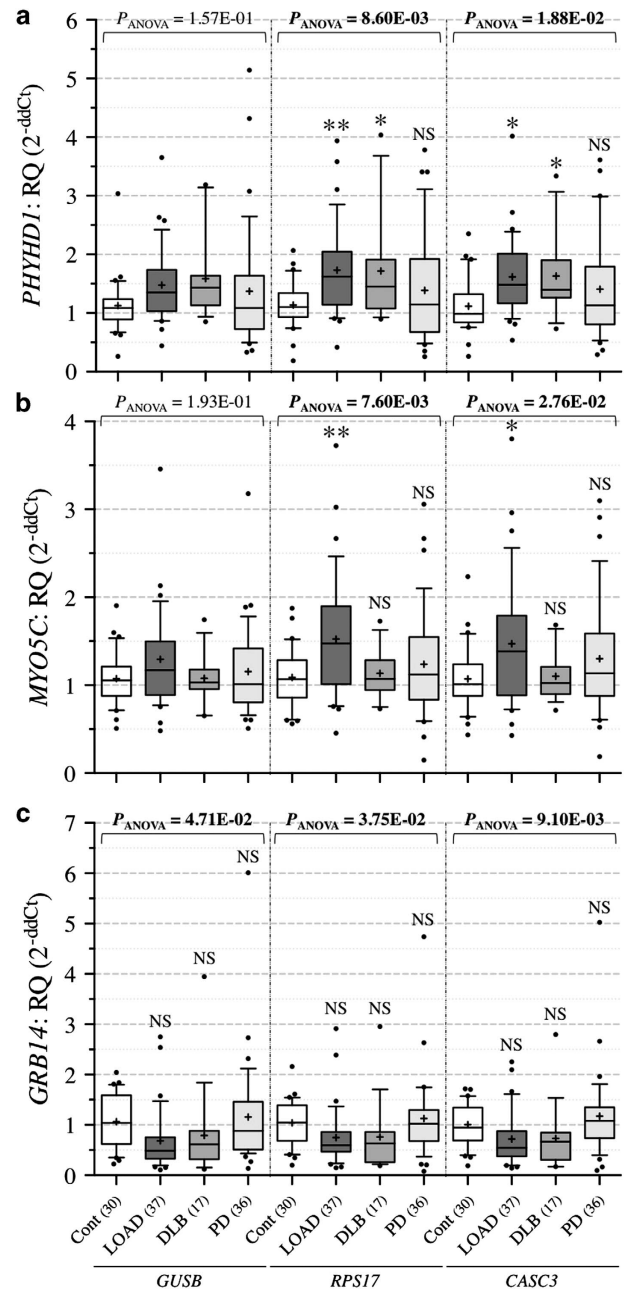 a
P_ANOVA = 1.57E-01 P_ANOVA = 8.60E-03 P_ANOVA = 1.88E-02
PHYHD1: RQ (2^-ddCt)
6
5
4
3
2
1
0
** * NS * * NS
b
P_ANOVA = 1.93E-01 P_ANOVA = 7.60E-03 P_ANOVA = 2.76E-02
MYO5C: RQ (2^-ddCt)
4
3
2
1
0
** NS NS * NS NS
c
P_ANOVA = 4.71E-02 P_ANOVA = 3.75E-02 P_ANOVA = 9.10E-03
GRB14: RQ (2^-ddCt)
7
6
5
4
3
2
1
0
NS NS NS NS NS NS NS NS NS
Cont (30) LOAD (37) DLB (17) PD (36) Cont (30) LOAD (37) DLB (17) PD (36) Cont (30) LOAD (37) DLB (17) PD (36)
GUSB RPS17 CASC3